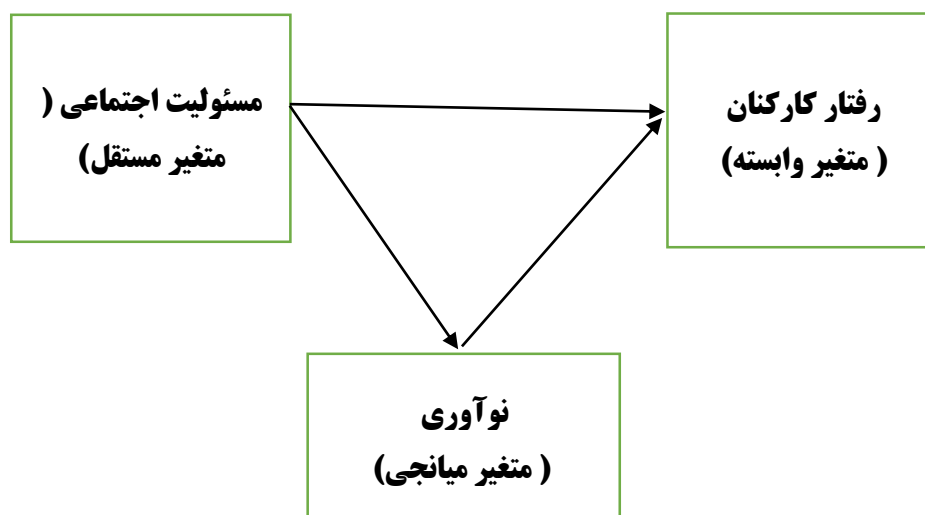 رفتار کارکنان
( متغیر وابسته)
مسئولیت اجتماعی (
متغیر مستقل)
نوآوری
( متغیر میانجی)